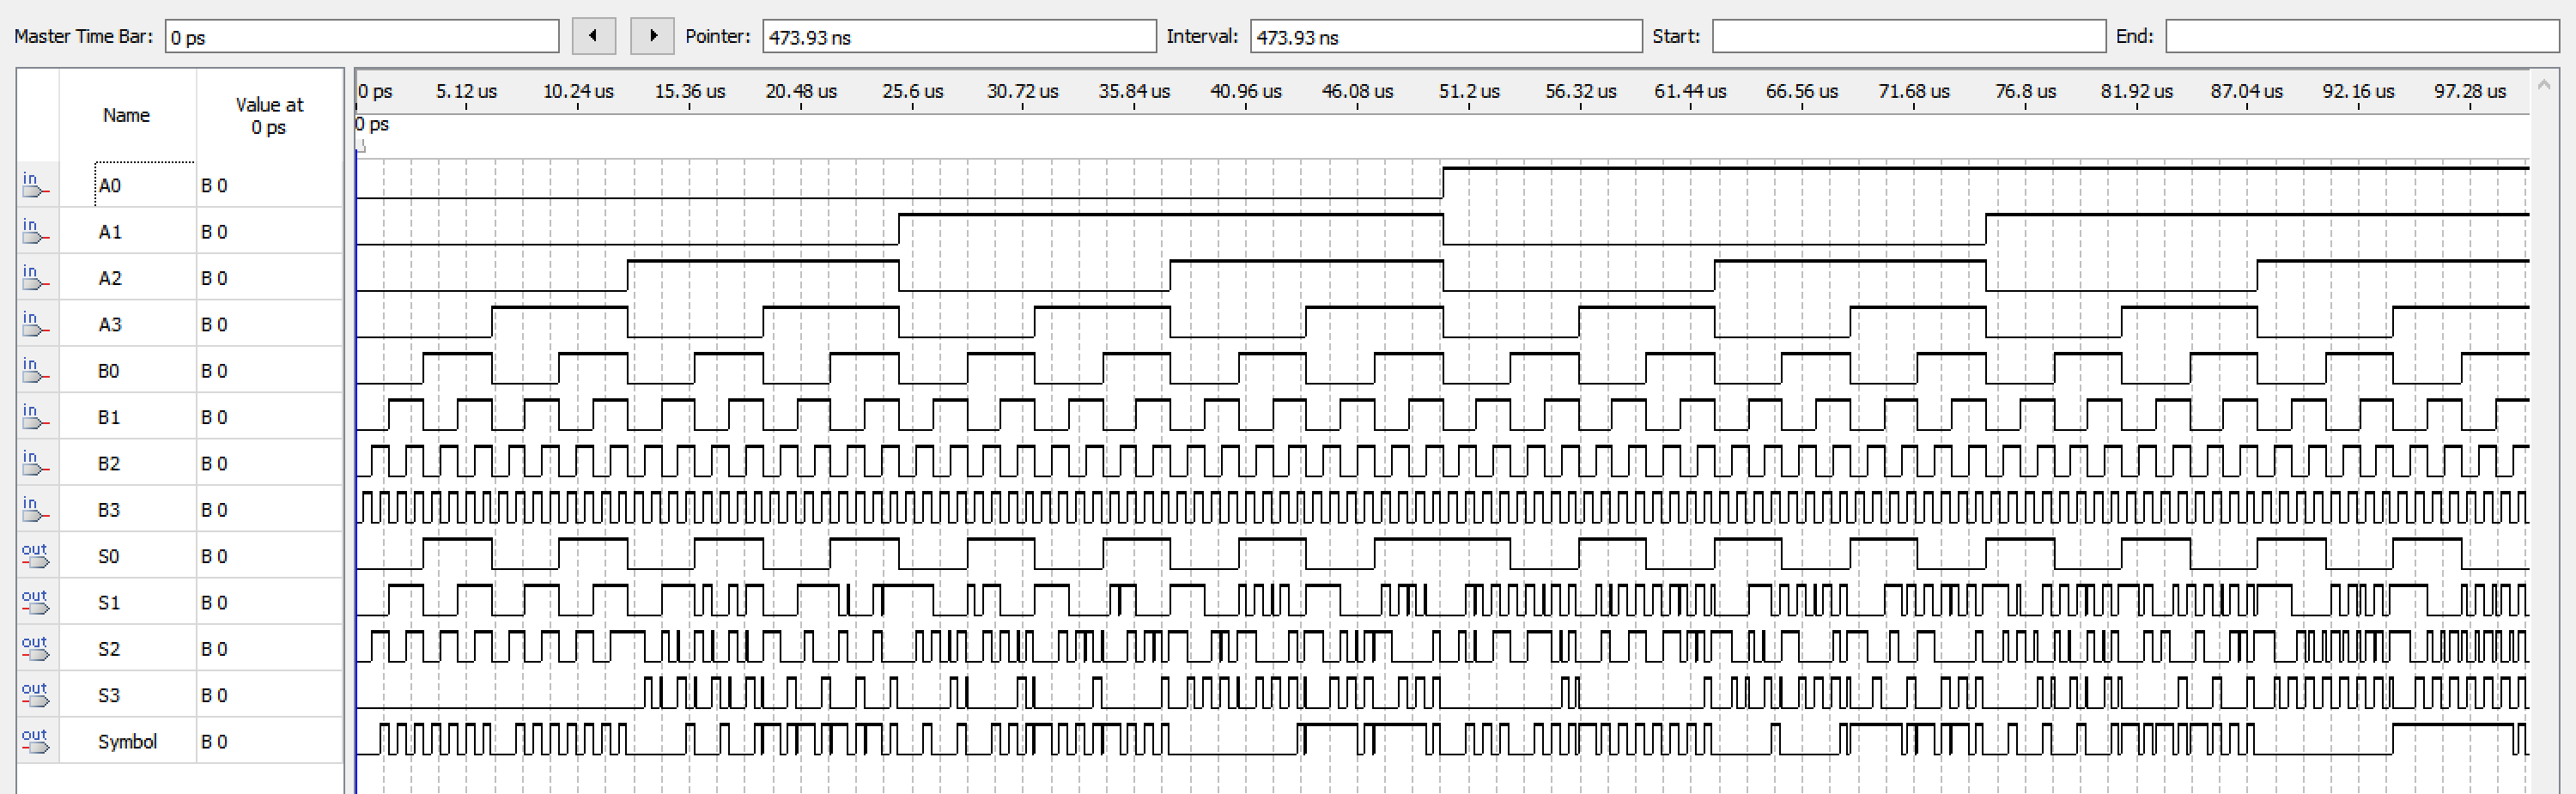 Master Time Bar: 0 ps Pointer: 473.93 ns Interval: 473.93 ns Start: End:
Name Value at 0 ps
0 ps 5.12 us 10.24 us 15.36 us 20.48 us 25.6 us 30.72 us 35.84 us 40.96 us 46.08 us 51.2 us 56.32 us 61.44 us 66.56 us 71.68 us 76.8 us 81.92 us 87.04 us 92.16 us 97.28 us
0 ps
in A0 B 0
in A1 B 0
in A2 B 0
in A3 B 0
in B0 B 0
in B1 B 0
in B2 B 0
in B3 B 0
out S0 B 0
out S1 B 0
out S2 B 0
out S3 B 0
out Symbol B 0